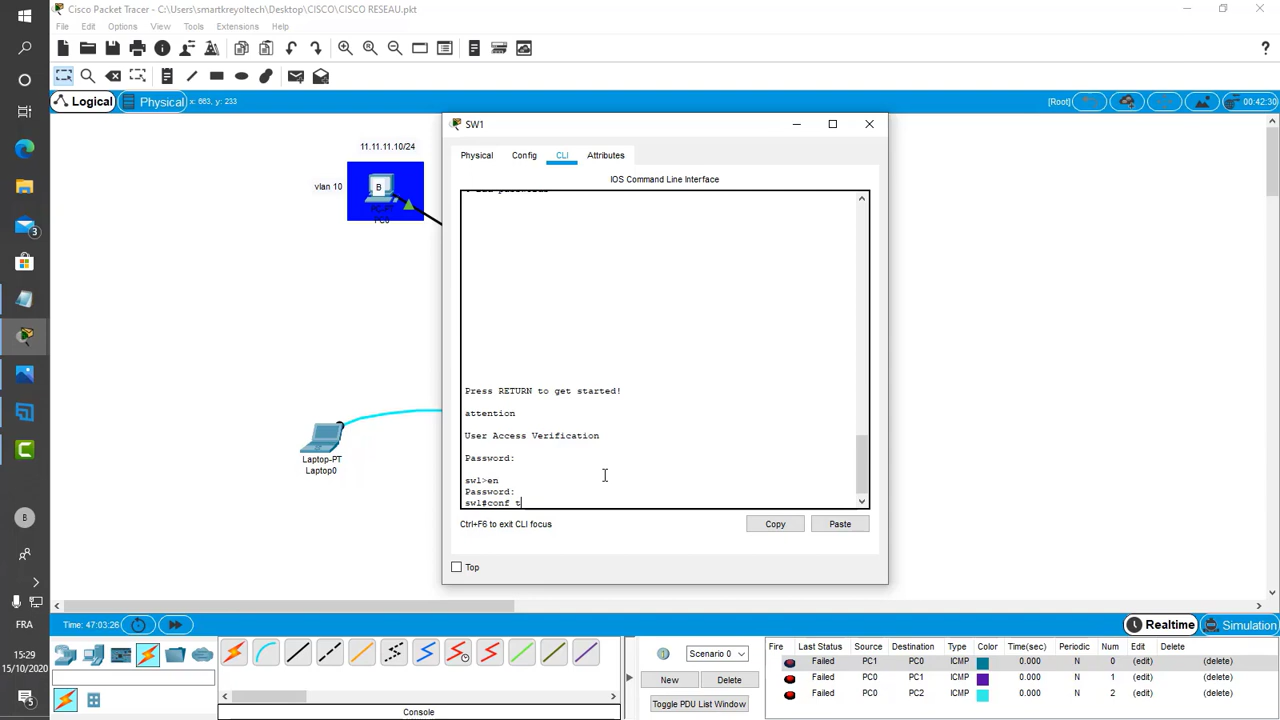 Cisco Packet Tracer - C:\Users\smartkreyoltech\Desktop\CISCO\CISCO RESEAU.pkt
File Edit Options View Tools Extensions Help
Logical Physical x: 663, y: 233 [Root] 00:42:30
SW1
Physical Config CLI Attributes
IOS Command Line Interface
11.11.11.10/24
vlan 10
B
PC-PT
PC0
Press RETURN to get started!
attention
User Access Verification
Password:
sw1>en
Password:
sw1#conf t
Laptop-PT
Laptop0
Ctrl+F6 to exit CLI focus
Copy Paste
Top
3
B
FRA
15:29
15/10/2020
5
Time: 47:03:26
Realtime Simulation
Scenario 0
New Delete
Toggle PDU List Window
Console
Fire Last Status Source Destination Type Color Time(sec) Periodic Num Edit Delete
Failed PC1 PC0 ICMP 0.000 N 0 (edit) (delete)
Failed PC0 PC1 ICMP 0.000 N 1 (edit) (delete)
Failed PC0 PC2 ICMP 0.000 N 2 (edit) (delete)